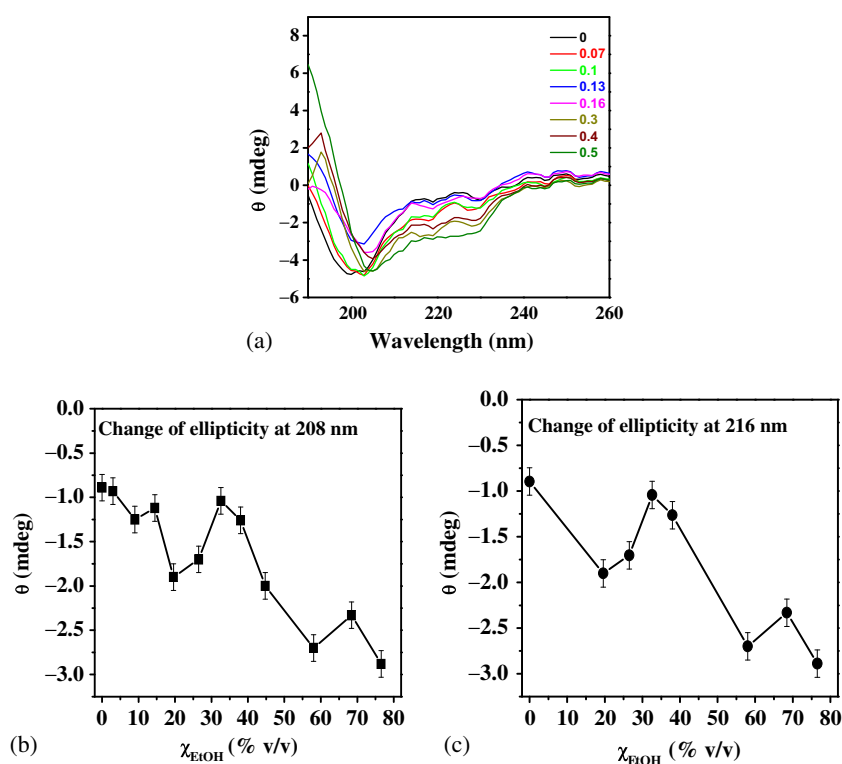 8
6
4
2
0
−2
−4
−6
θ (mdeg)
0
0.07
0.1
0.13
0.16
0.3
0.4
0.5
200 220 240 260
Wavelength (nm)
(a)
0.0
−0.5
−1.0
−1.5
−2.0
−2.5
−3.0
θ (mdeg)
Change of ellipticity at 208 nm
0 10 20 30 40 50 60 70 80
χEtOH (% v/v)
(b)
0.0
−0.5
−1.0
−1.5
−2.0
−2.5
−3.0
θ (mdeg)
Change of ellipticity at 216 nm
0 10 20 30 40 50 60 70 80
χEtOH (% v/v)
(c)